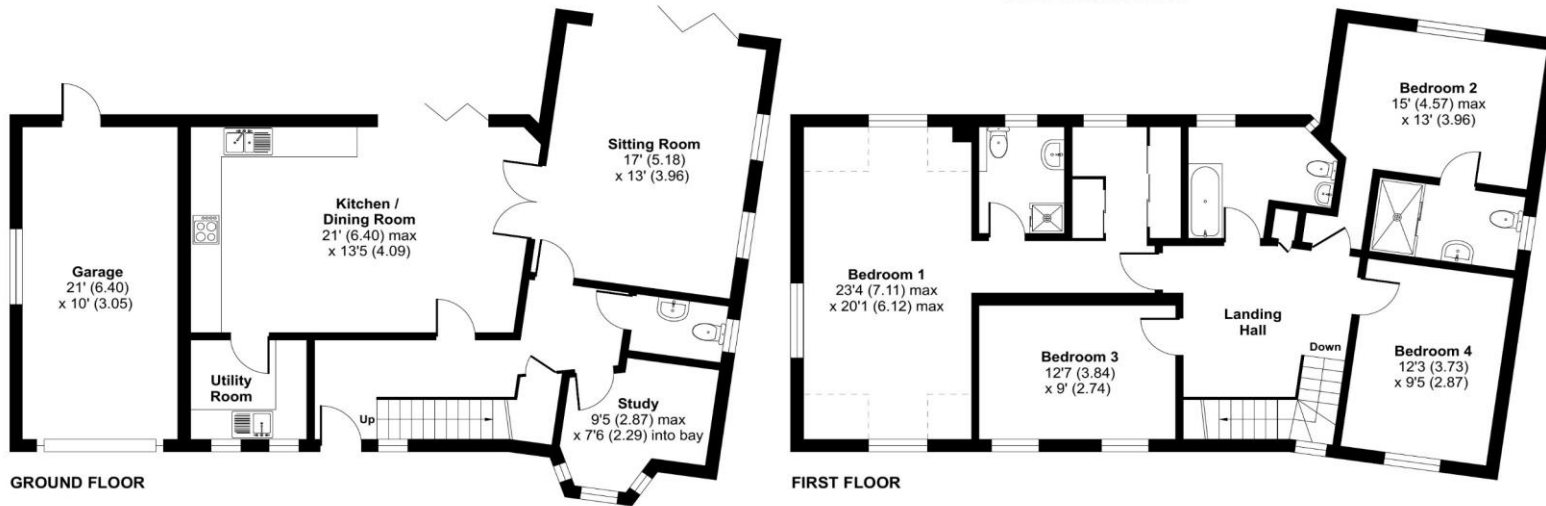 Garage
21' (6.40)
x 10' (3.05)
Kitchen /
Dining Room
21' (6.40) max
x 13'5 (4.09)
Sitting Room
17' (5.18)
x 13' (3.96)
Utility
Room
Up
Study
9'5 (2.87) max
x 7'6 (2.29) into bay
GROUND FLOOR
Bedroom 1
23'4 (7.11) max
x 20'1 (6.12) max
Bedroom 2
15' (4.57) max
x 13' (3.96)
Landing
Hall
Down
Bedroom 3
12'7 (3.84)
x 9' (2.74)
Bedroom 4
12'3 (3.73)
x 9'5 (2.87)
FIRST FLOOR